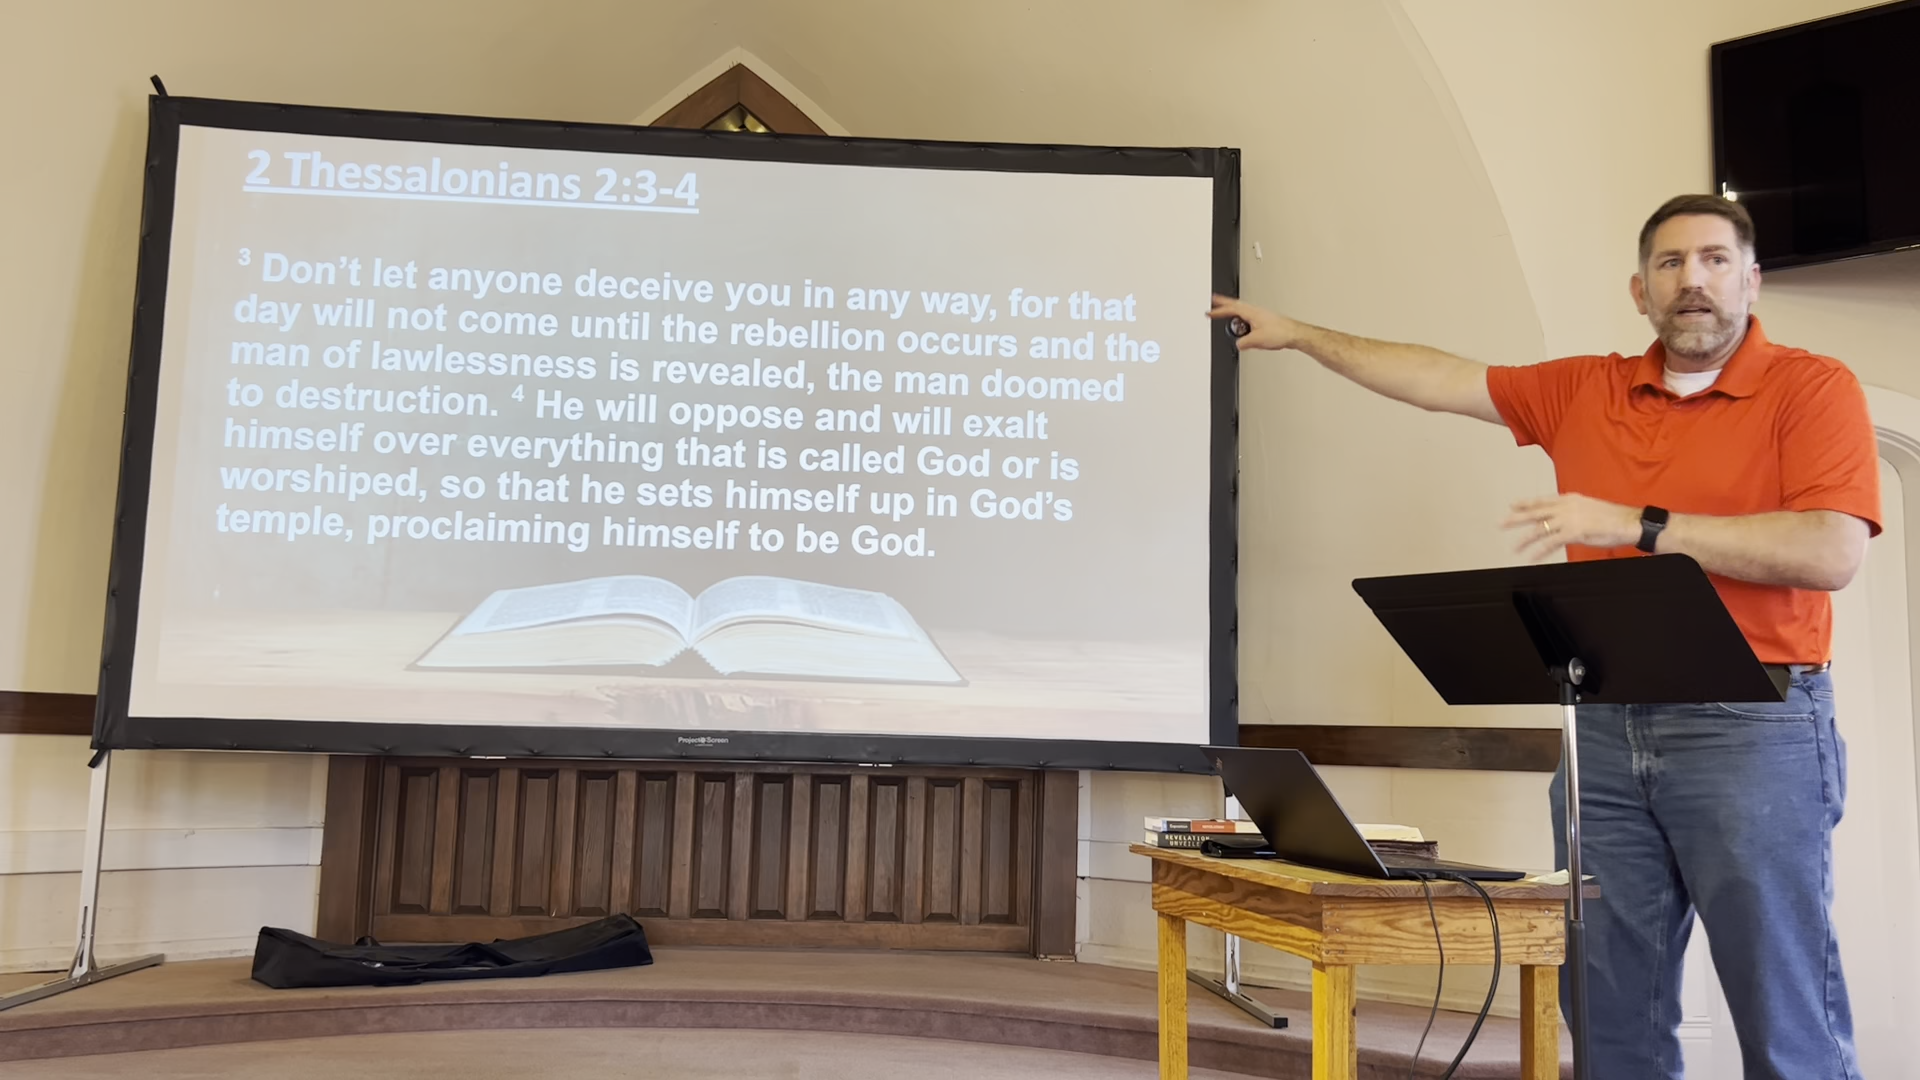 2 Thessalonians 2:3-4
³ Don’t let anyone deceive you in any way, for that
day will not come until the rebellion occurs and the
man of lawlessness is revealed, the man doomed
to destruction. ⁴ He will oppose and will exalt
himself over everything that is called God or is
worshiped, so that he sets himself up in God’s
temple, proclaiming himself to be God.
Project Screen
REVELATION
REVELATION
UNVEILED